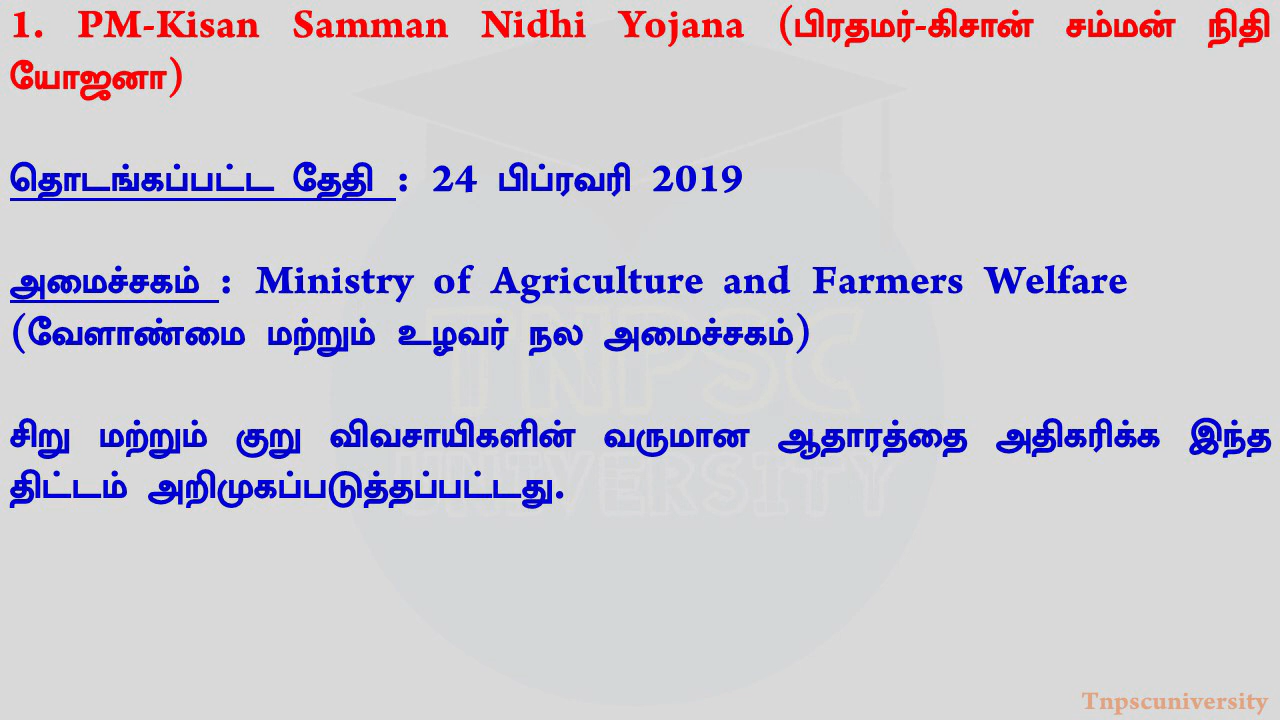 1. PM-Kisan Samman Nidhi Yojana (பிரதமர்-கிசான் சம்மன் நிதி
யோஜனா)
தொடங்கப்பட்ட தேதி : 24 பிப்ரவரி 2019
அமைச்சகம் : Ministry of Agriculture and Farmers Welfare
(வேளாண்மை மற்றும் உழவர் நல அமைச்சகம்)
சிறு மற்றும் குறு விவசாயிகளின் வருமான ஆதாரத்தை அதிகரிக்க இந்த
திட்டம் அறிமுகப்படுத்தப்பட்டது.
TNPSC
UNIVERSITY
Tnpscuniversity